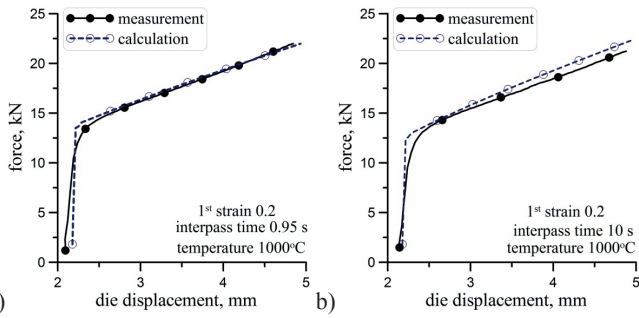 measurement
calculation
25
20
15
10
5
0
force, kN
1st strain 0.2
interpass time 0.95 s
temperature 1000°C
2
3
4
5
die displacement, mm
)
measurement
calculation
25
20
15
10
5
0
force, kN
1st strain 0.2
interpass time 10 s
temperature 1000°C
2
3
4
5
die displacement, mm
b)